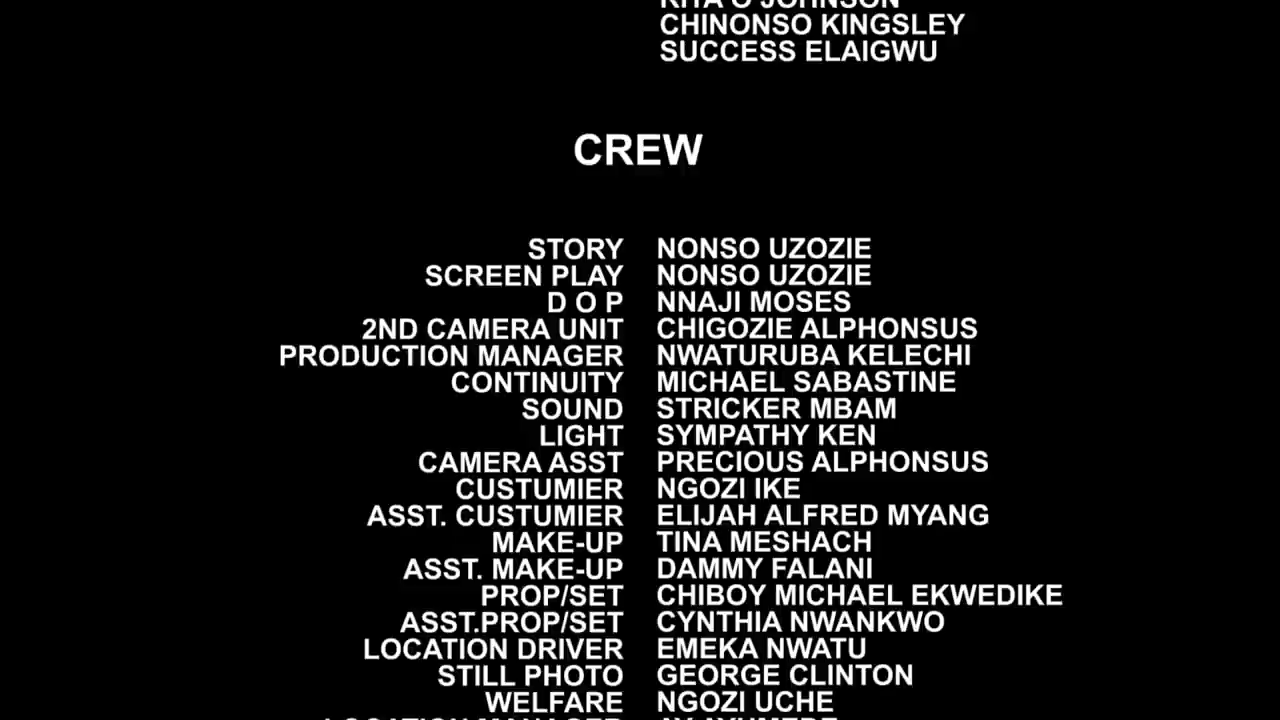 CHINONSO KINGSLEY
SUCCESS ELAIGWU
CREW
STORY NONSO UZOZIE
SCREEN PLAY NONSO UZOZIE
D O P NNAJI MOSES
2ND CAMERA UNIT CHIGOZIE ALPHONSUS
PRODUCTION MANAGER NWATURUBA KELECHI
CONTINUITY MICHAEL SABASTINE
SOUND STRICKER MBAM
LIGHT SYMPATHY KEN
CAMERA ASST PRECIOUS ALPHONSUS
CUSTUMIER NGOZI IKE
ASST. CUSTUMIER ELIJAH ALFRED MYANG
MAKE-UP TINA MESHACH
ASST. MAKE-UP DAMMY FALANI
PROP/SET CHIBOY MICHAEL EKWEDIKE
ASST.PROP/SET CYNTHIA NWANKWO
LOCATION DRIVER EMEKA NWATU
STILL PHOTO GEORGE CLINTON
WELFARE NGOZI UCHE
LOCATION MANAGER